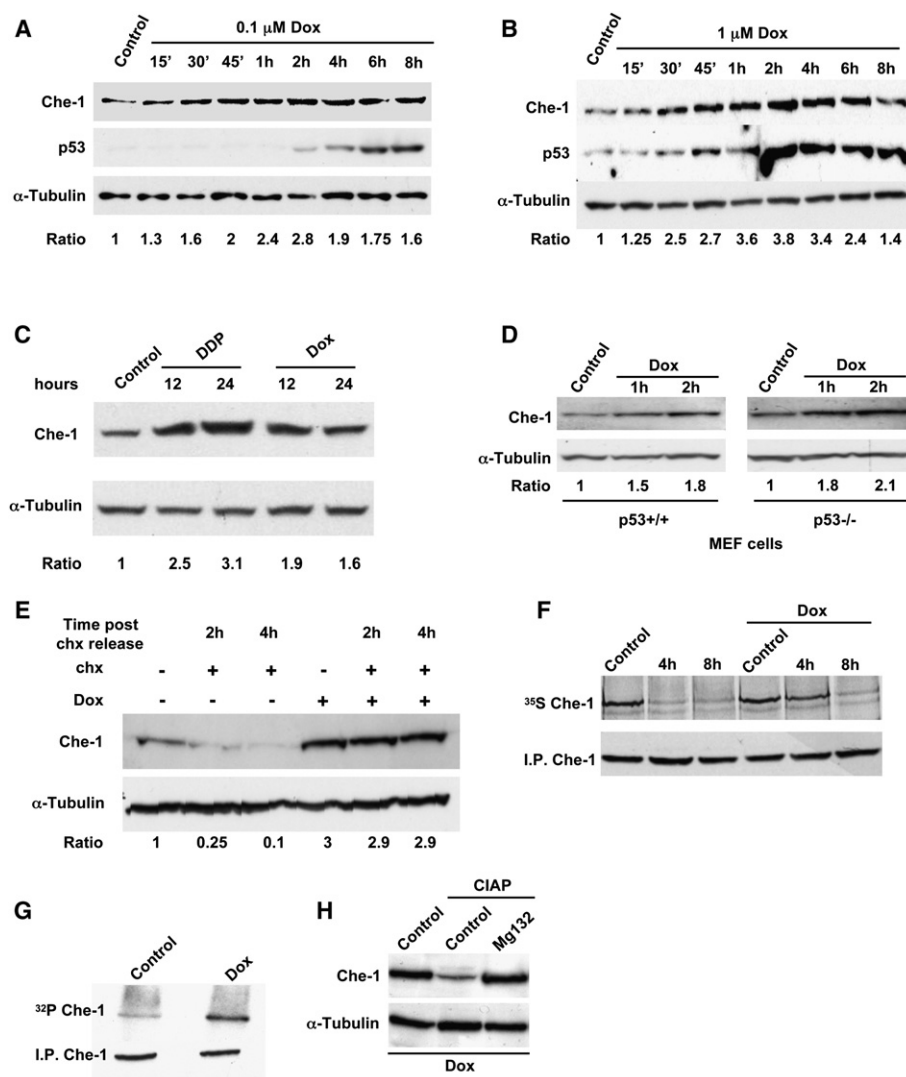 A
0.1 μM Dox
Control 15’ 30’ 45’ 1h 2h 4h 6h 8h
Che-1
p53
α-Tubulin
Ratio 1 1.3 1.6 2 2.4 2.8 1.9 1.75 1.6
B
1 μM Dox
Control 15’ 30’ 45’ 1h 2h 4h 6h 8h
Che-1
p53
α-Tubulin
Ratio 1 1.25 2.5 2.7 3.6 3.8 3.4 2.4 1.4
C
Control DDP Dox
hours 12 24 12 24
Che-1
α-Tubulin
Ratio 1 2.5 3.1 1.9 1.6
D
Control Dox Control Dox
1h 2h 1h 2h
Che-1
α-Tubulin
Ratio 1 1.5 1.8 1 1.8 2.1
p53+/+ p53-/-
MEF cells
E
Time post
chx release 2h 4h 2h 4h
chx - + + - + +
Dox - - - + + +
Che-1
α-Tubulin
Ratio 1 0.25 0.1 3 2.9 2.9
F
Dox
Control 4h 8h Control 4h 8h
³⁵S Che-1
I.P. Che-1
G
Control Dox
³²P Che-1
I.P. Che-1
H
CIAP
Control Control Mg132
Che-1
α-Tubulin
Dox